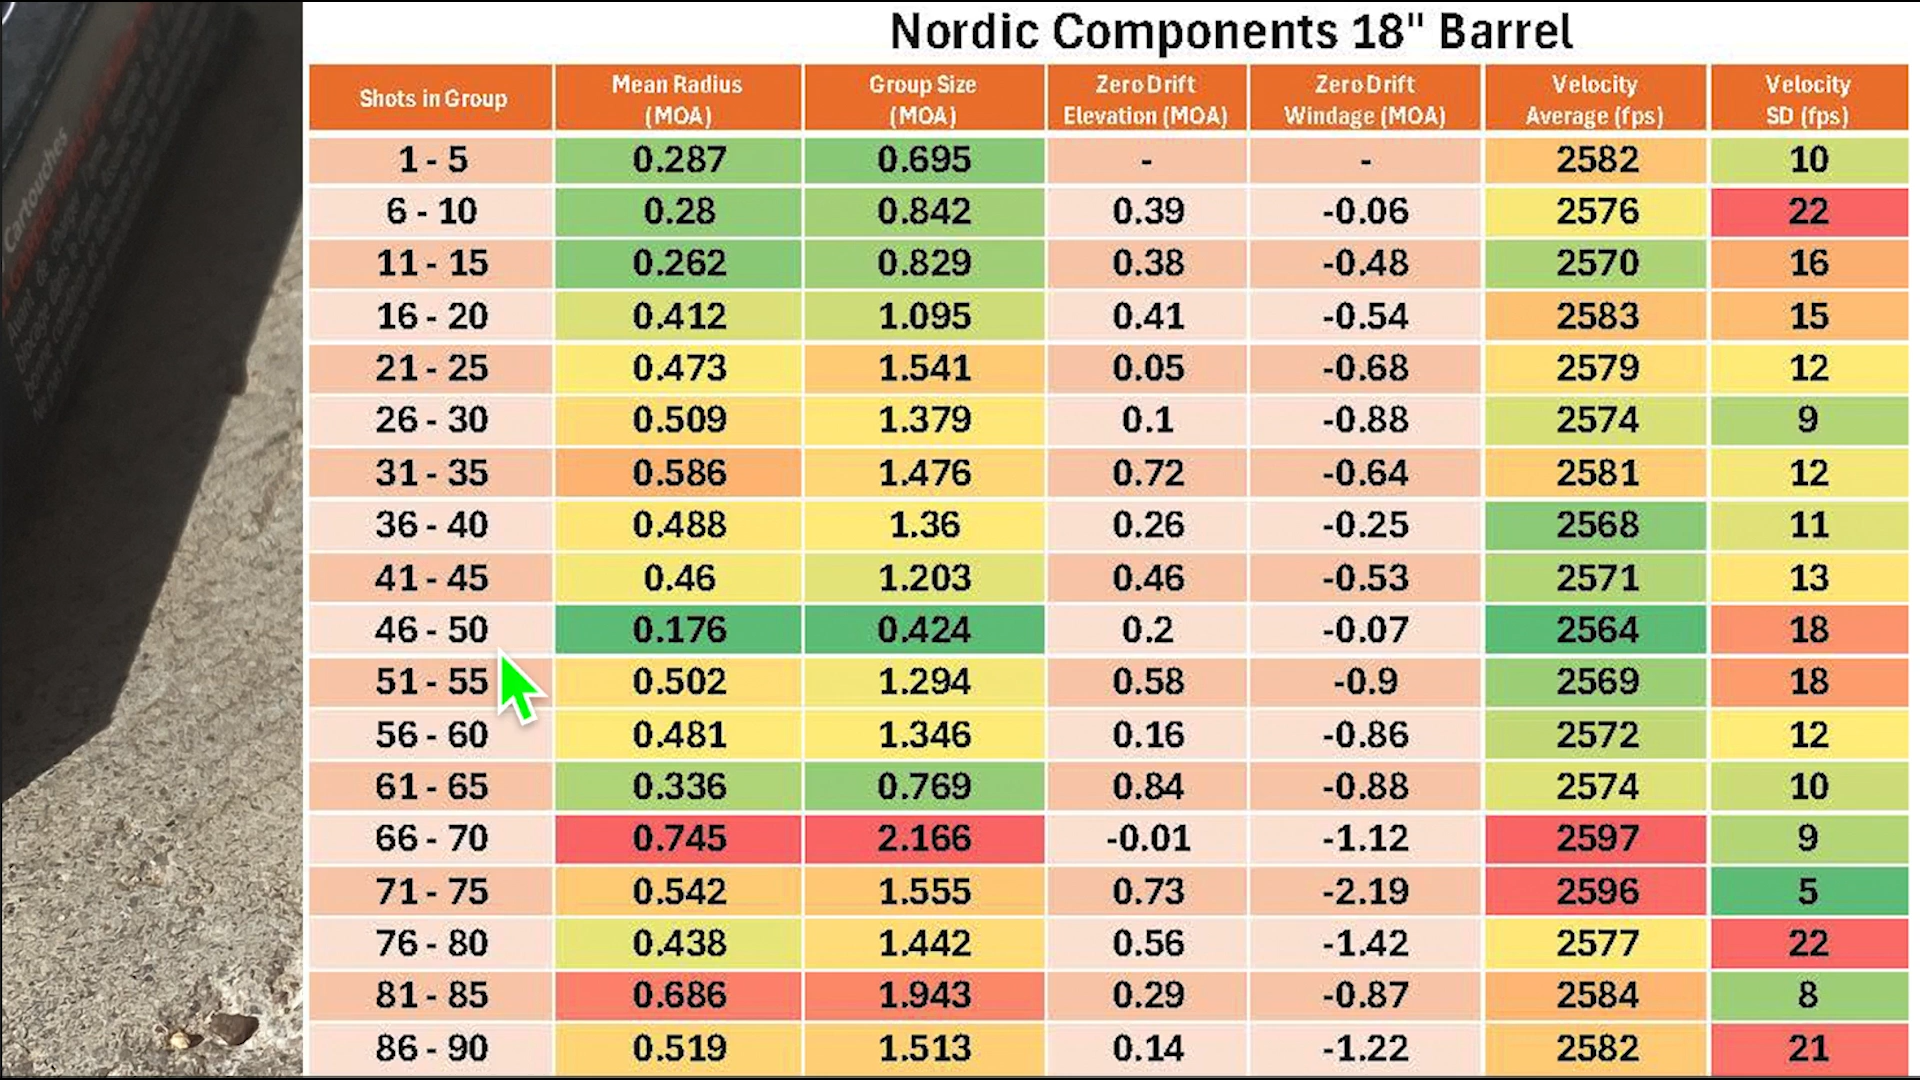 Nordic Components 18" Barrel
Shots in Group Mean Radius (MOA) Group Size (MOA) Zero Drift Elevation (MOA) Zero Drift Windage (MOA) Velocity Average (fps) Velocity SD (fps)
1 - 5 0.287 0.695 - - 2582 10
6 - 10 0.28 0.842 0.39 -0.06 2576 22
11 - 15 0.262 0.829 0.38 -0.48 2570 16
16 - 20 0.412 1.095 0.41 -0.54 2583 15
21 - 25 0.473 1.541 0.05 -0.68 2579 12
26 - 30 0.509 1.379 0.1 -0.88 2574 9
31 - 35 0.586 1.476 0.72 -0.64 2581 12
36 - 40 0.488 1.36 0.26 -0.25 2568 11
41 - 45 0.46 1.203 0.46 -0.53 2571 13
46 - 50 0.176 0.424 0.2 -0.07 2564 18
51 - 55 0.502 1.294 0.58 -0.9 2569 18
56 - 60 0.481 1.346 0.16 -0.86 2572 12
61 - 65 0.336 0.769 0.84 -0.88 2574 10
66 - 70 0.745 2.166 -0.01 -1.12 2597 9
71 - 75 0.542 1.555 0.73 -2.19 2596 5
76 - 80 0.438 1.442 0.56 -1.42 2577 22
81 - 85 0.686 1.943 0.29 -0.87 2584 8
86 - 90 0.519 1.513 0.14 -1.22 2582 21
Cartouches